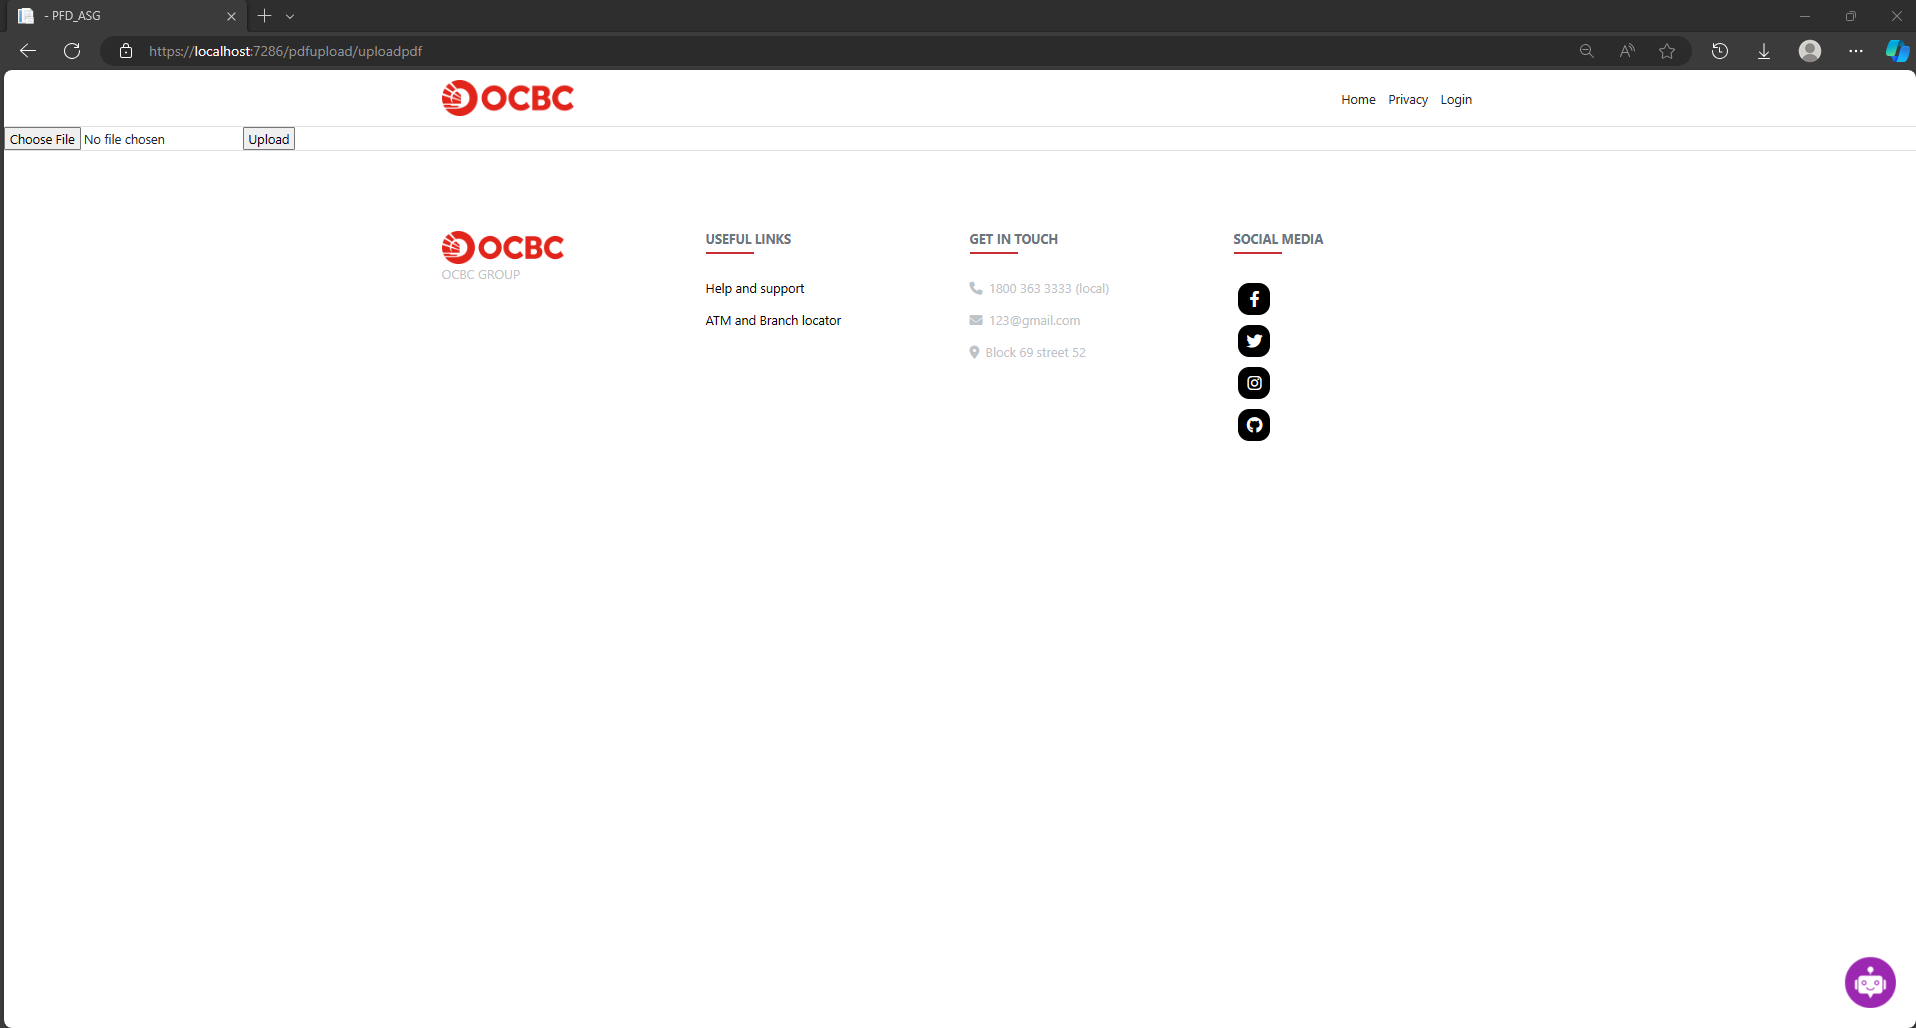 - PFD_ASG
https://localhost:7286/pdfupload/uploadpdf
OCBC
Home Privacy Login
Choose File No file chosen Upload
OCBC
OCBC GROUP
USEFUL LINKS
Help and support
ATM and Branch locator
GET IN TOUCH
1800 363 3333 (local)
123@gmail.com
Block 69 street 52
SOCIAL MEDIA